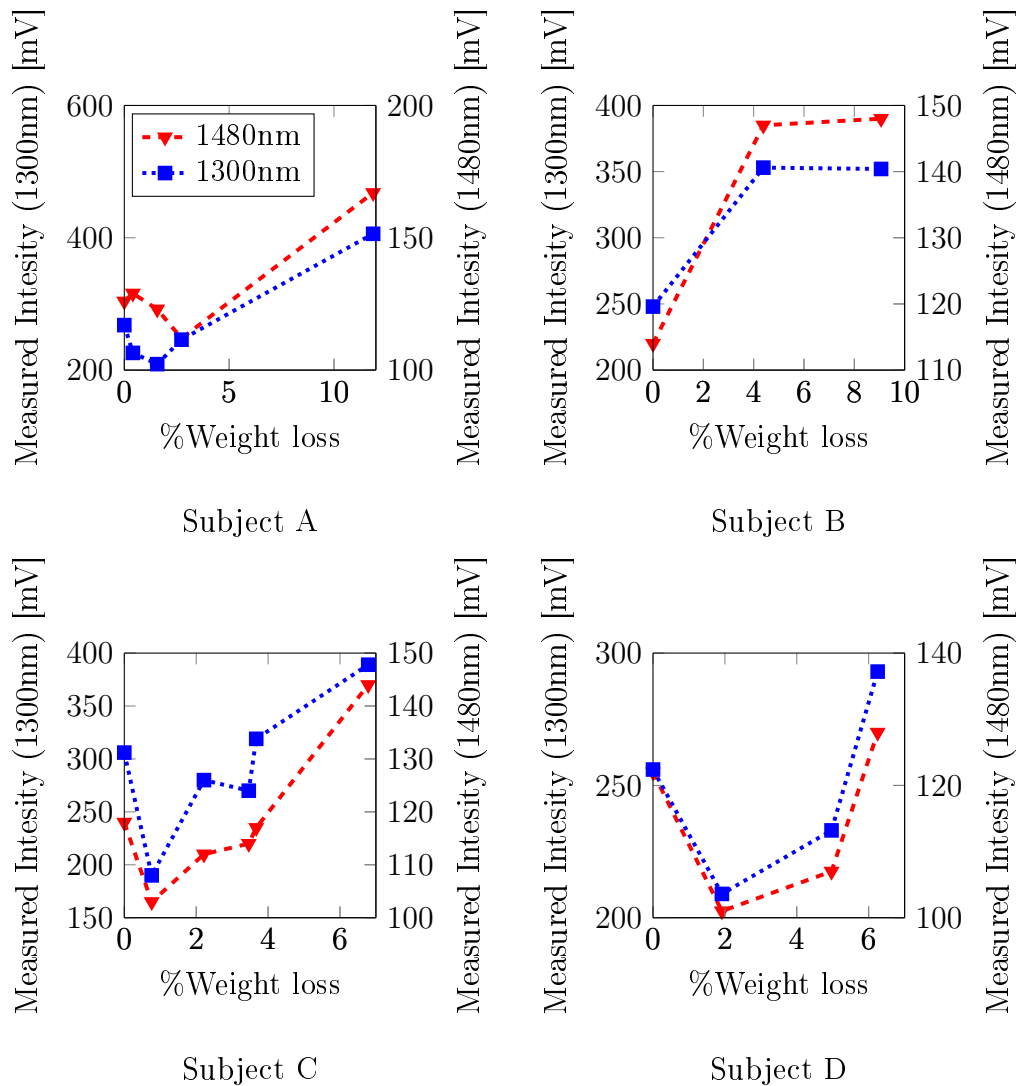 Measured Intesity (1300nm) [mV]
600
400
200
1480nm
1300nm
0 5 10
%Weight loss
200
150
100
Measured Intesity (1480nm) [mV]
Subject A
Measured Intesity (1300nm) [mV]
400
350
300
250
200
0 2 4 6 8 10
%Weight loss
150
140
130
120
110
Measured Intesity (1480nm) [mV]
Subject B
Measured Intesity (1300nm) [mV]
400
350
300
250
200
150
0 2 4 6
%Weight loss
150
140
130
120
110
100
Measured Intesity (1480nm) [mV]
Subject C
Measured Intesity (1300nm) [mV]
300
250
200
0 2 4 6
%Weight loss
140
120
100
Measured Intesity (1480nm) [mV]
Subject D